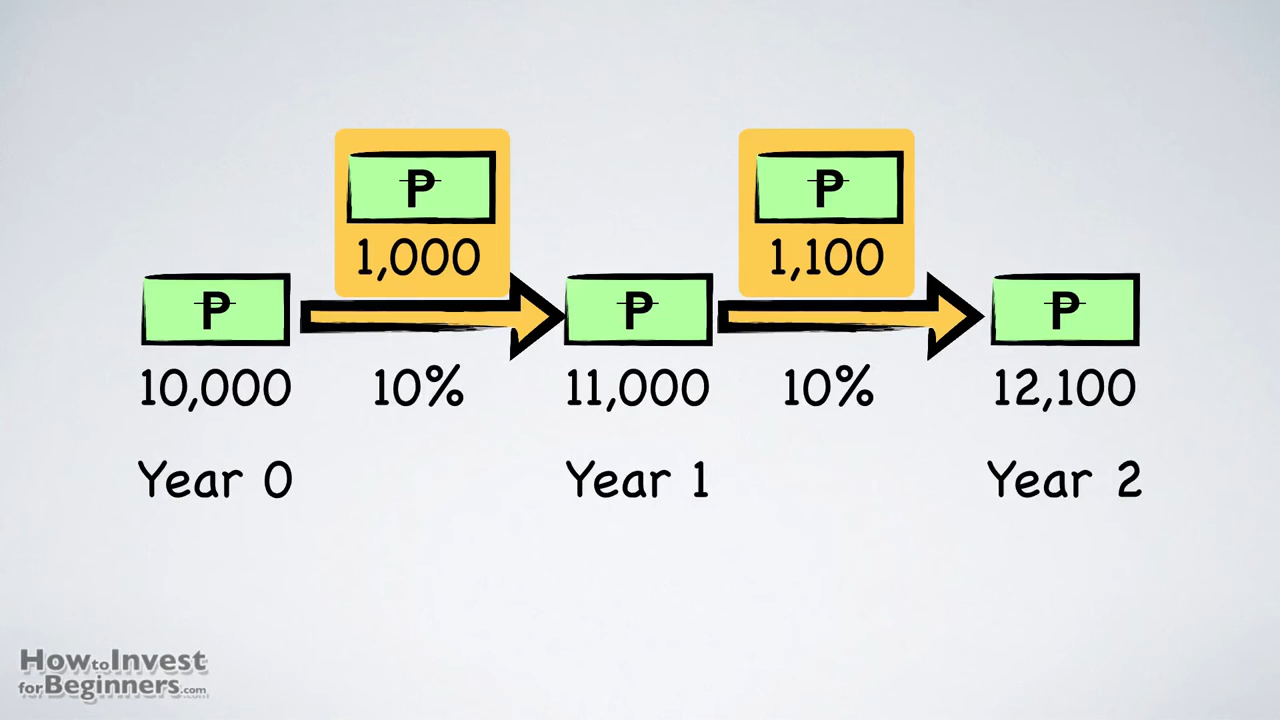 ₱
1,000
₱
1,100
₱
₱
₱
10,000
10%
11,000
10%
12,100
Year 0
Year 1
Year 2
HowtoInvest
forBeginners.com